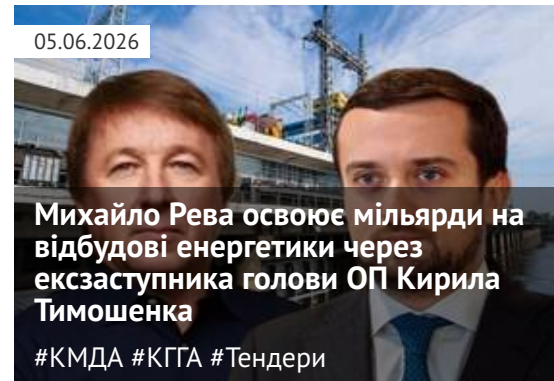 05.06.2026
Михайло Рева освоює мільярди на
відбудові енергетики через
ексзаступника голови ОП Кирила
Тимошенка
#КМДА #КГГА #Тендери